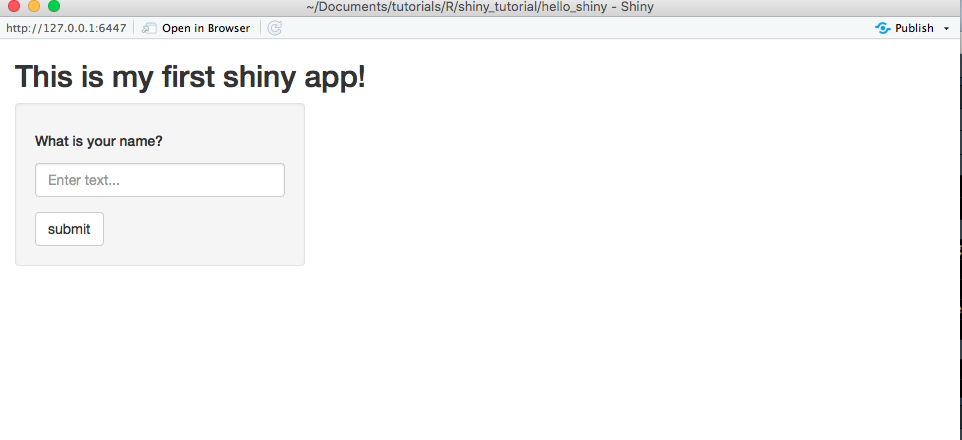 ~/Documents/tutorials/R/shiny_tutorial/hello_shiny - Shiny
http://127.0.0.1:6447 Open in Browser Publish
This is my first shiny app!
What is your name?
Enter text...
submit